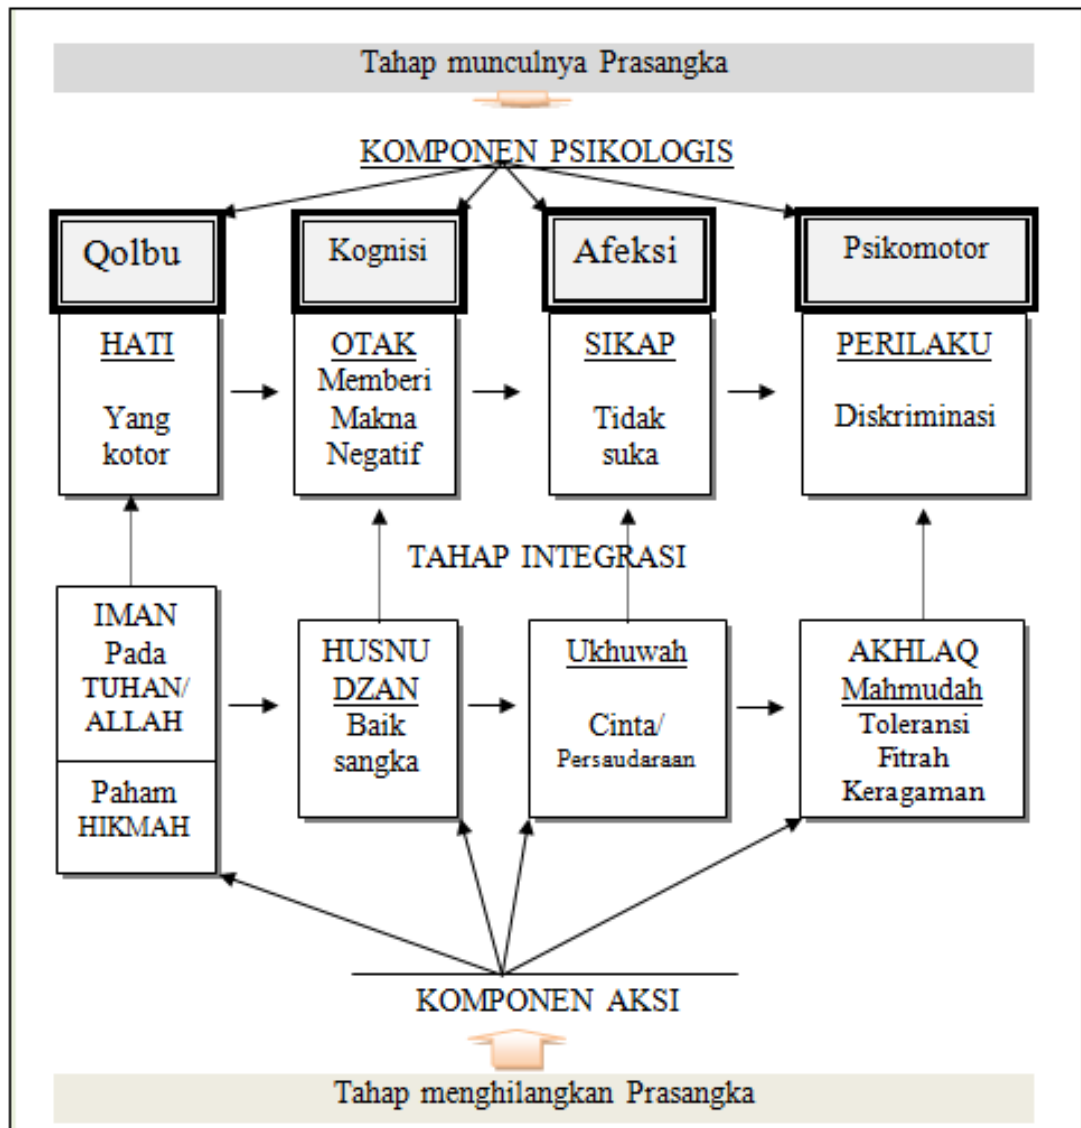 Tahap munculnya Prasangka
KOMPONEN PSIKOLOGIS
Qolbu
Kognisi
Afeksi
Psikomotor
HATI
Yang
kotor
OTAK
Memberi
Makna
Negatif
SIKAP
Tidak
suka
PERILAKU
Diskriminasi
TAHAP INTEGRASI
IMAN
Pada
TUHAN/
ALLAH
Paham
HIKMAH
HUSNU
DZAN
Baik
sangka
Ukhuwah
Cinta/
Persaudaraan
AKHLAQ
Mahmudah
Toleransi
Fitrah
Keragaman
KOMPONEN AKSI
Tahap menghilangkan Prasangka